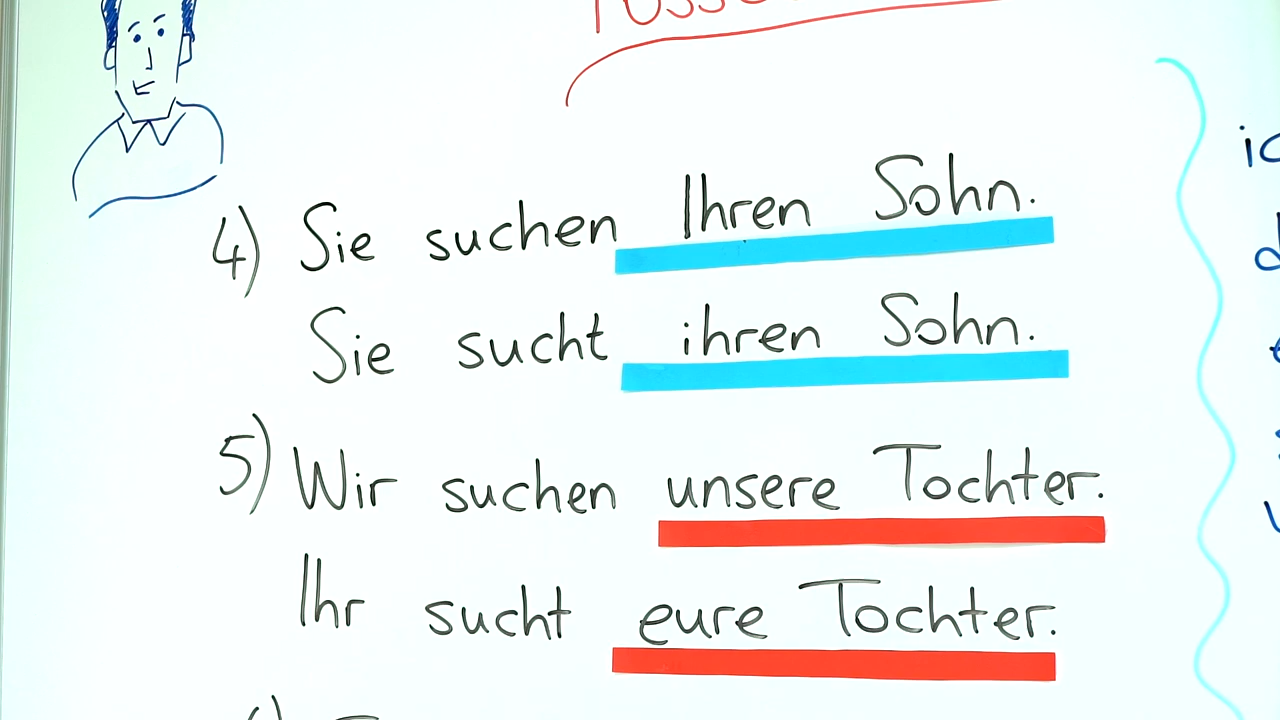 4) Sie suchen Ihren Sohn.
Sie sucht ihren Sohn.
5) Wir suchen unsere Tochter.
Ihr sucht eure Tochter.